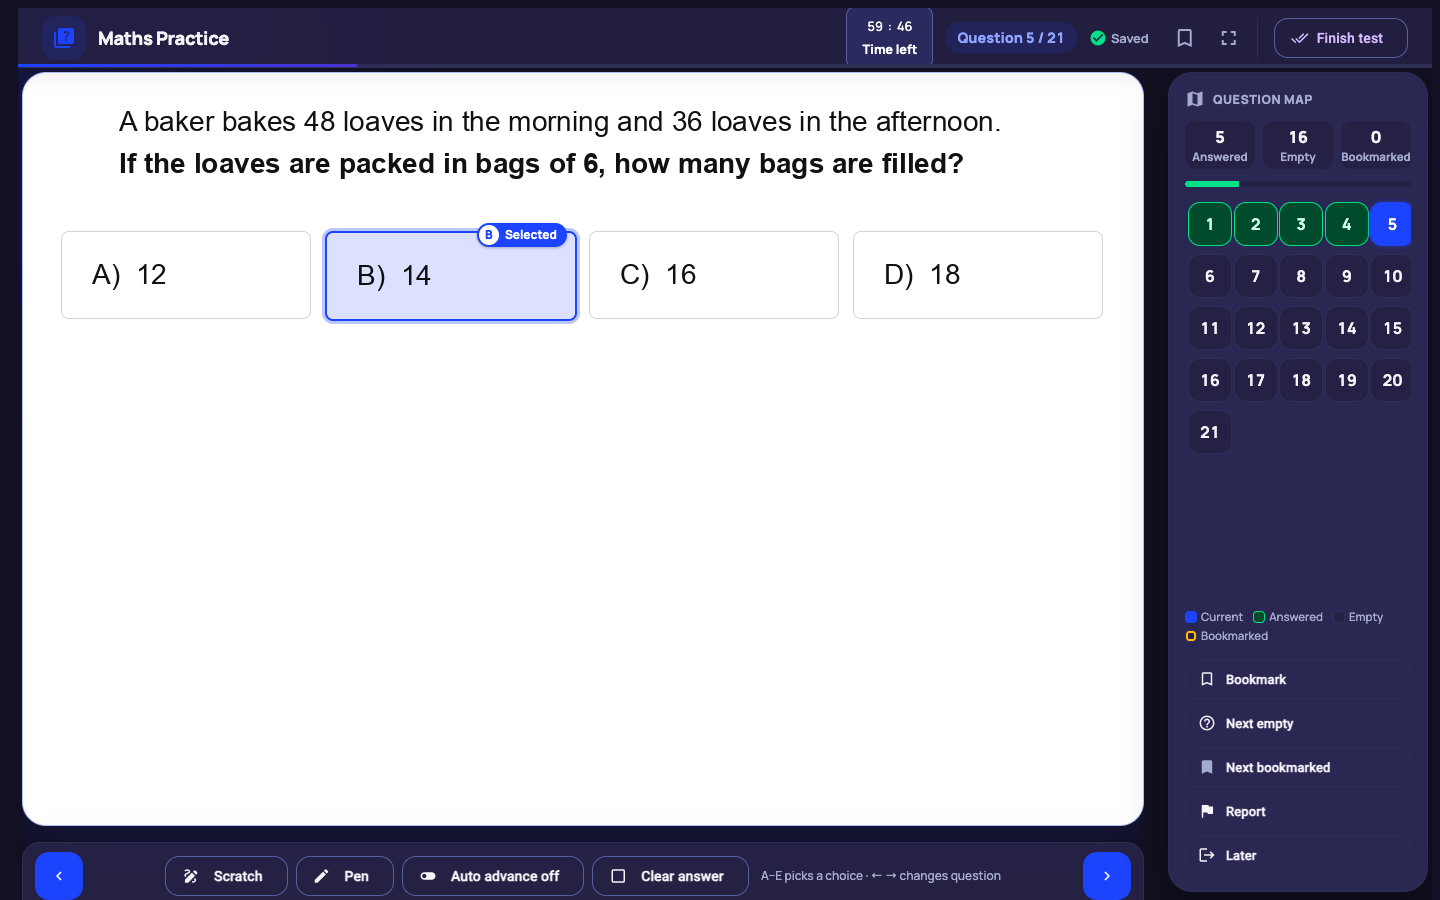 Maths Practice
59 : 46
Time left
Question 5 / 21
Saved
Finish test
A baker bakes 48 loaves in the morning and 36 loaves in the afternoon.
If the loaves are packed in bags of 6, how many bags are filled?
A) 12
B Selected
B) 14
C) 16
D) 18
QUESTION MAP
5 16 0
Answered Empty Bookmarked
1 2 3 4 5
6 7 8 9 10
11 12 13 14 15
16 17 18 19 20
21
Current Answered Empty
Bookmarked
Bookmark
Next empty
Next bookmarked
Report
Later
Scratch
Pen
Auto advance off
Clear answer
A–E picks a choice · ← → changes question